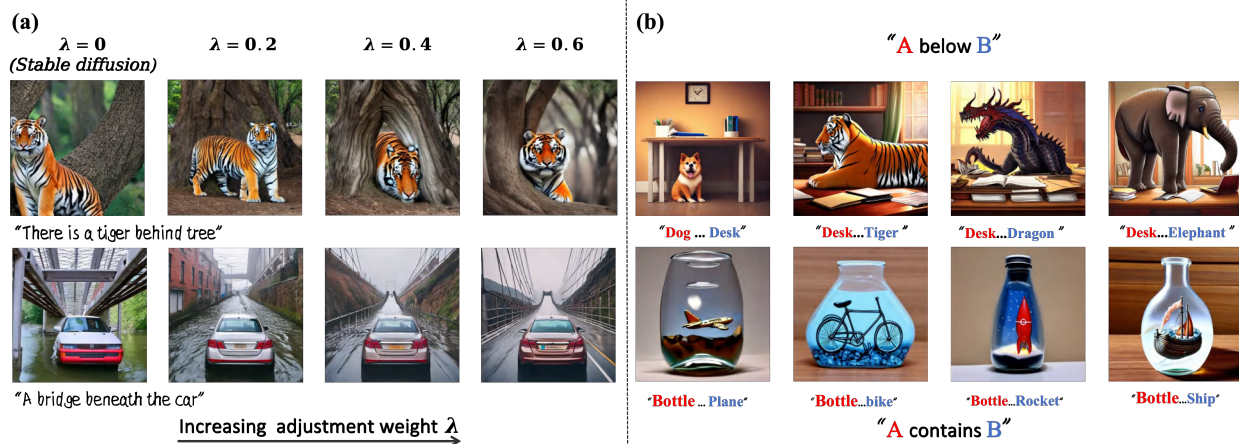 (a)
λ = 0
(Stable diffusion)
λ = 0.2
λ = 0.4
λ = 0.6
"There is a tiger behind tree"
"A bridge beneath the car"
Increasing adjustment weight λ
(b)
"A below B"
"Dog ... Desk"
"Desk...Tiger"
"Desk...Dragon"
"Desk...Elephant"
"Bottle ... Plane"
"Bottle...bike"
"Bottle...Rocket"
"Bottle...Ship"
"A contains B"